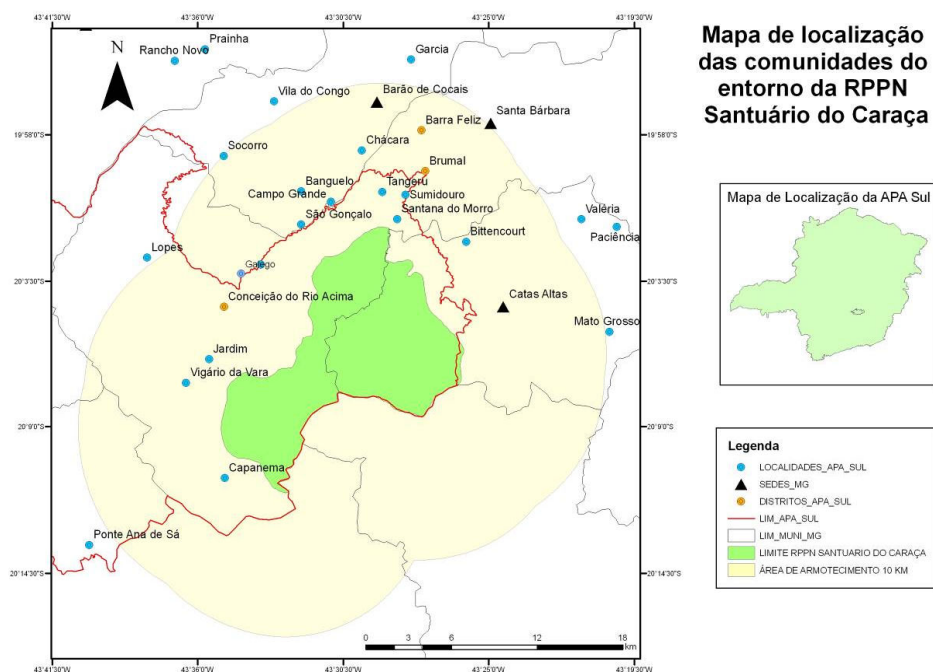 43°41'30"W
43°36'0"W
43°30'30"W
43°25'0"W
43°19'30"W
N
Prainha
Rancho Novo
Garcia
Vila do Congo
Barão de Cocais
Santa Bárbara
Barra Feliz
19°58'0"S
19°58'0"S
Chácara
Socorro
Brumal
Banguelo
Tangerú
Campo Grande
Sumidouro
São Gonçalo
Santana do Morro
Valéria
Bittencourt
Paciência
Lopes
Galego
20°3'30"S
20°3'30"S
Conceição do Rio Acima
Catas Altas
Mato Grosso
Jardim
Vigário da Vara
20°9'0"S
20°9'0"S
Capanema
Ponte Ana de Sá
20°14'30"S
20°14'30"S
0 3 6 12 18
km
43°41'30"W
43°36'0"W
43°30'30"W
43°25'0"W
43°19'30"W
Mapa de localização
das comunidades do
entorno da RPPN
Santuário do Caraça
Mapa de Localização da APA Sul
Legenda
LOCALIDADES_APA_SUL
SEDES_MG
DISTRITOS_APA_SUL
LIM_APA_SUL
LIM_MUNI_MG
LIMITE RPPN SANTUARIO DO CARAÇA
ÁREA DE ARMOTECIMENTO 10 KM